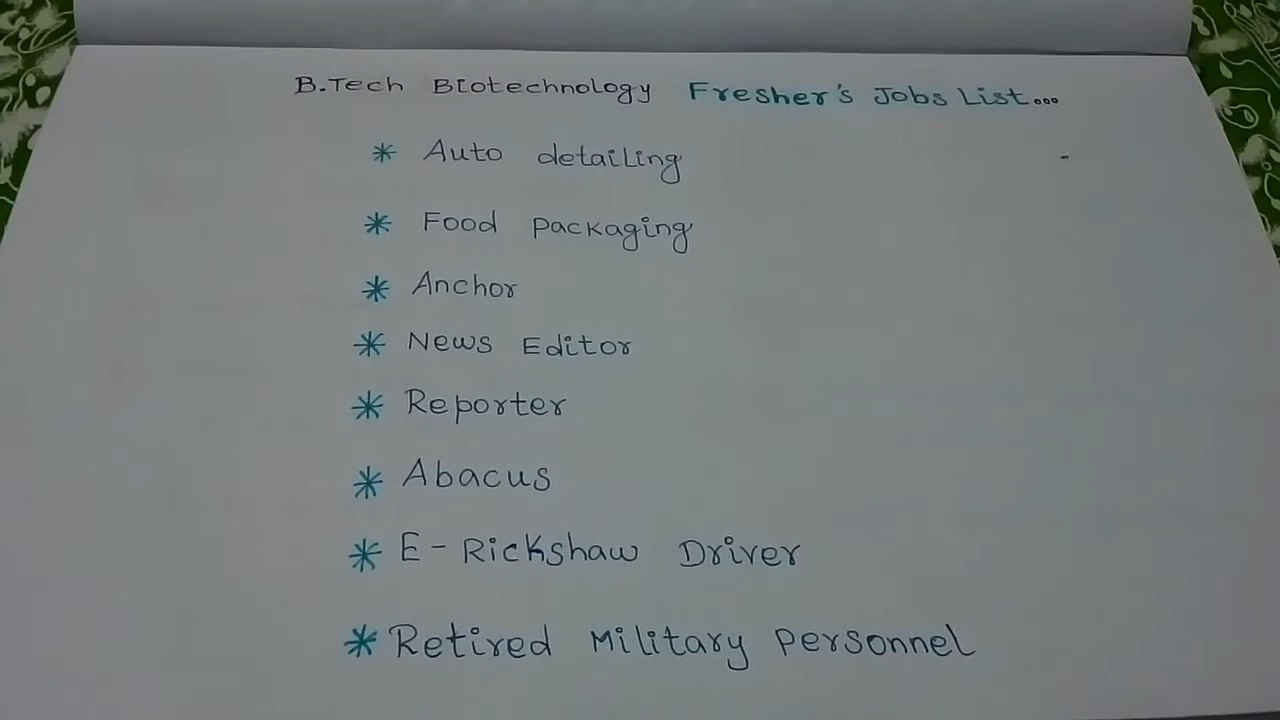 B.Tech Biotechnology Fresher's Jobs List...
* Auto detailing
* Food Packaging
* Anchor
* News Editor
* Reporter
* Abacus
* E-Rickshaw Driver
* Retired Military Personnel